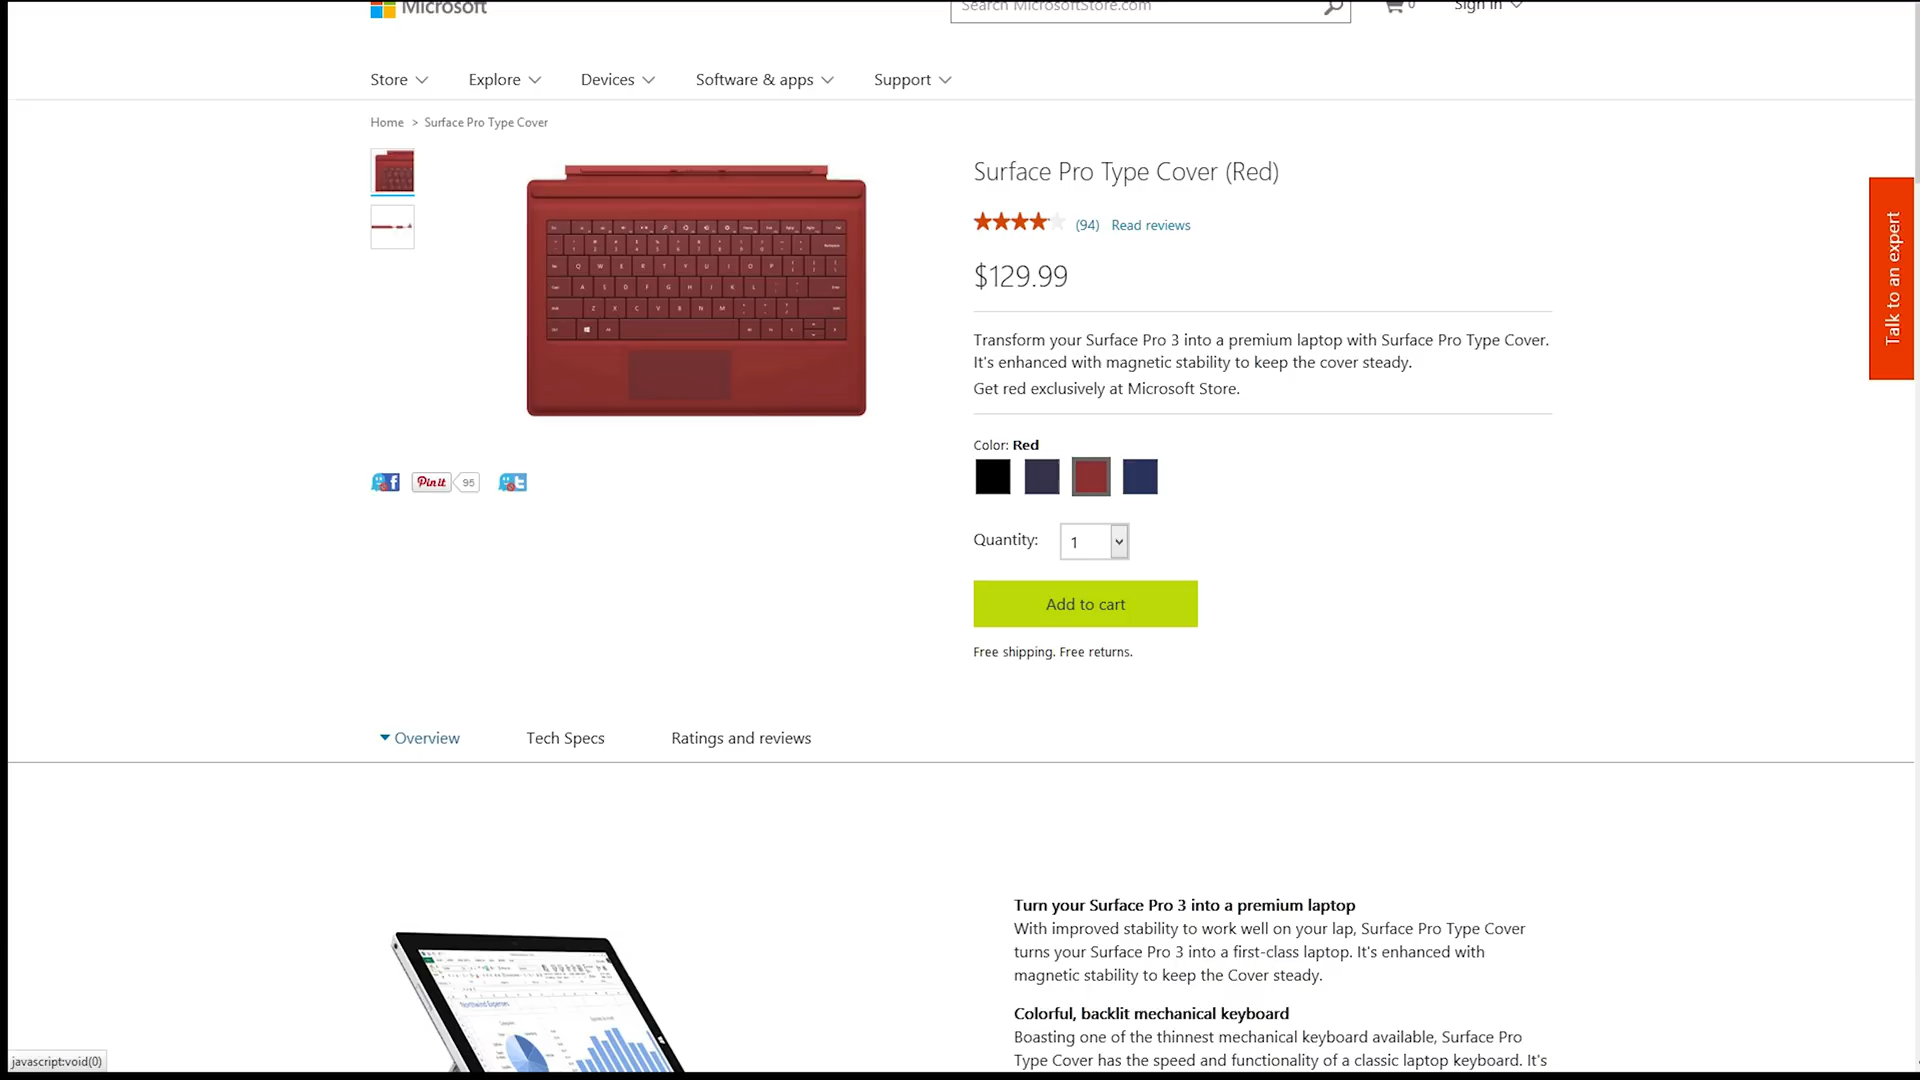 Microsoft
Search MicrosoftStore.com
0
Sign in
Store
Explore
Devices
Software & apps
Support
Home > Surface Pro Type Cover
Surface Pro Type Cover (Red)
(94) Read reviews
$129.99
Transform your Surface Pro 3 into a premium laptop with Surface Pro Type Cover.
It's enhanced with magnetic stability to keep the cover steady.
Get red exclusively at Microsoft Store.
Talk to an expert
Color: Red
Pin it 95
Quantity: 1
Add to cart
Free shipping. Free returns.
Overview
Tech Specs
Ratings and reviews
Turn your Surface Pro 3 into a premium laptop
With improved stability to work well on your lap, Surface Pro Type Cover
turns your Surface Pro 3 into a first-class laptop. It's enhanced with
magnetic stability to keep the Cover steady.
Colorful, backlit mechanical keyboard
Boasting one of the thinnest mechanical keyboard available, Surface Pro
Type Cover has the speed and functionality of a classic laptop keyboard. It's
Northwind Expenses
javascript:void(0)